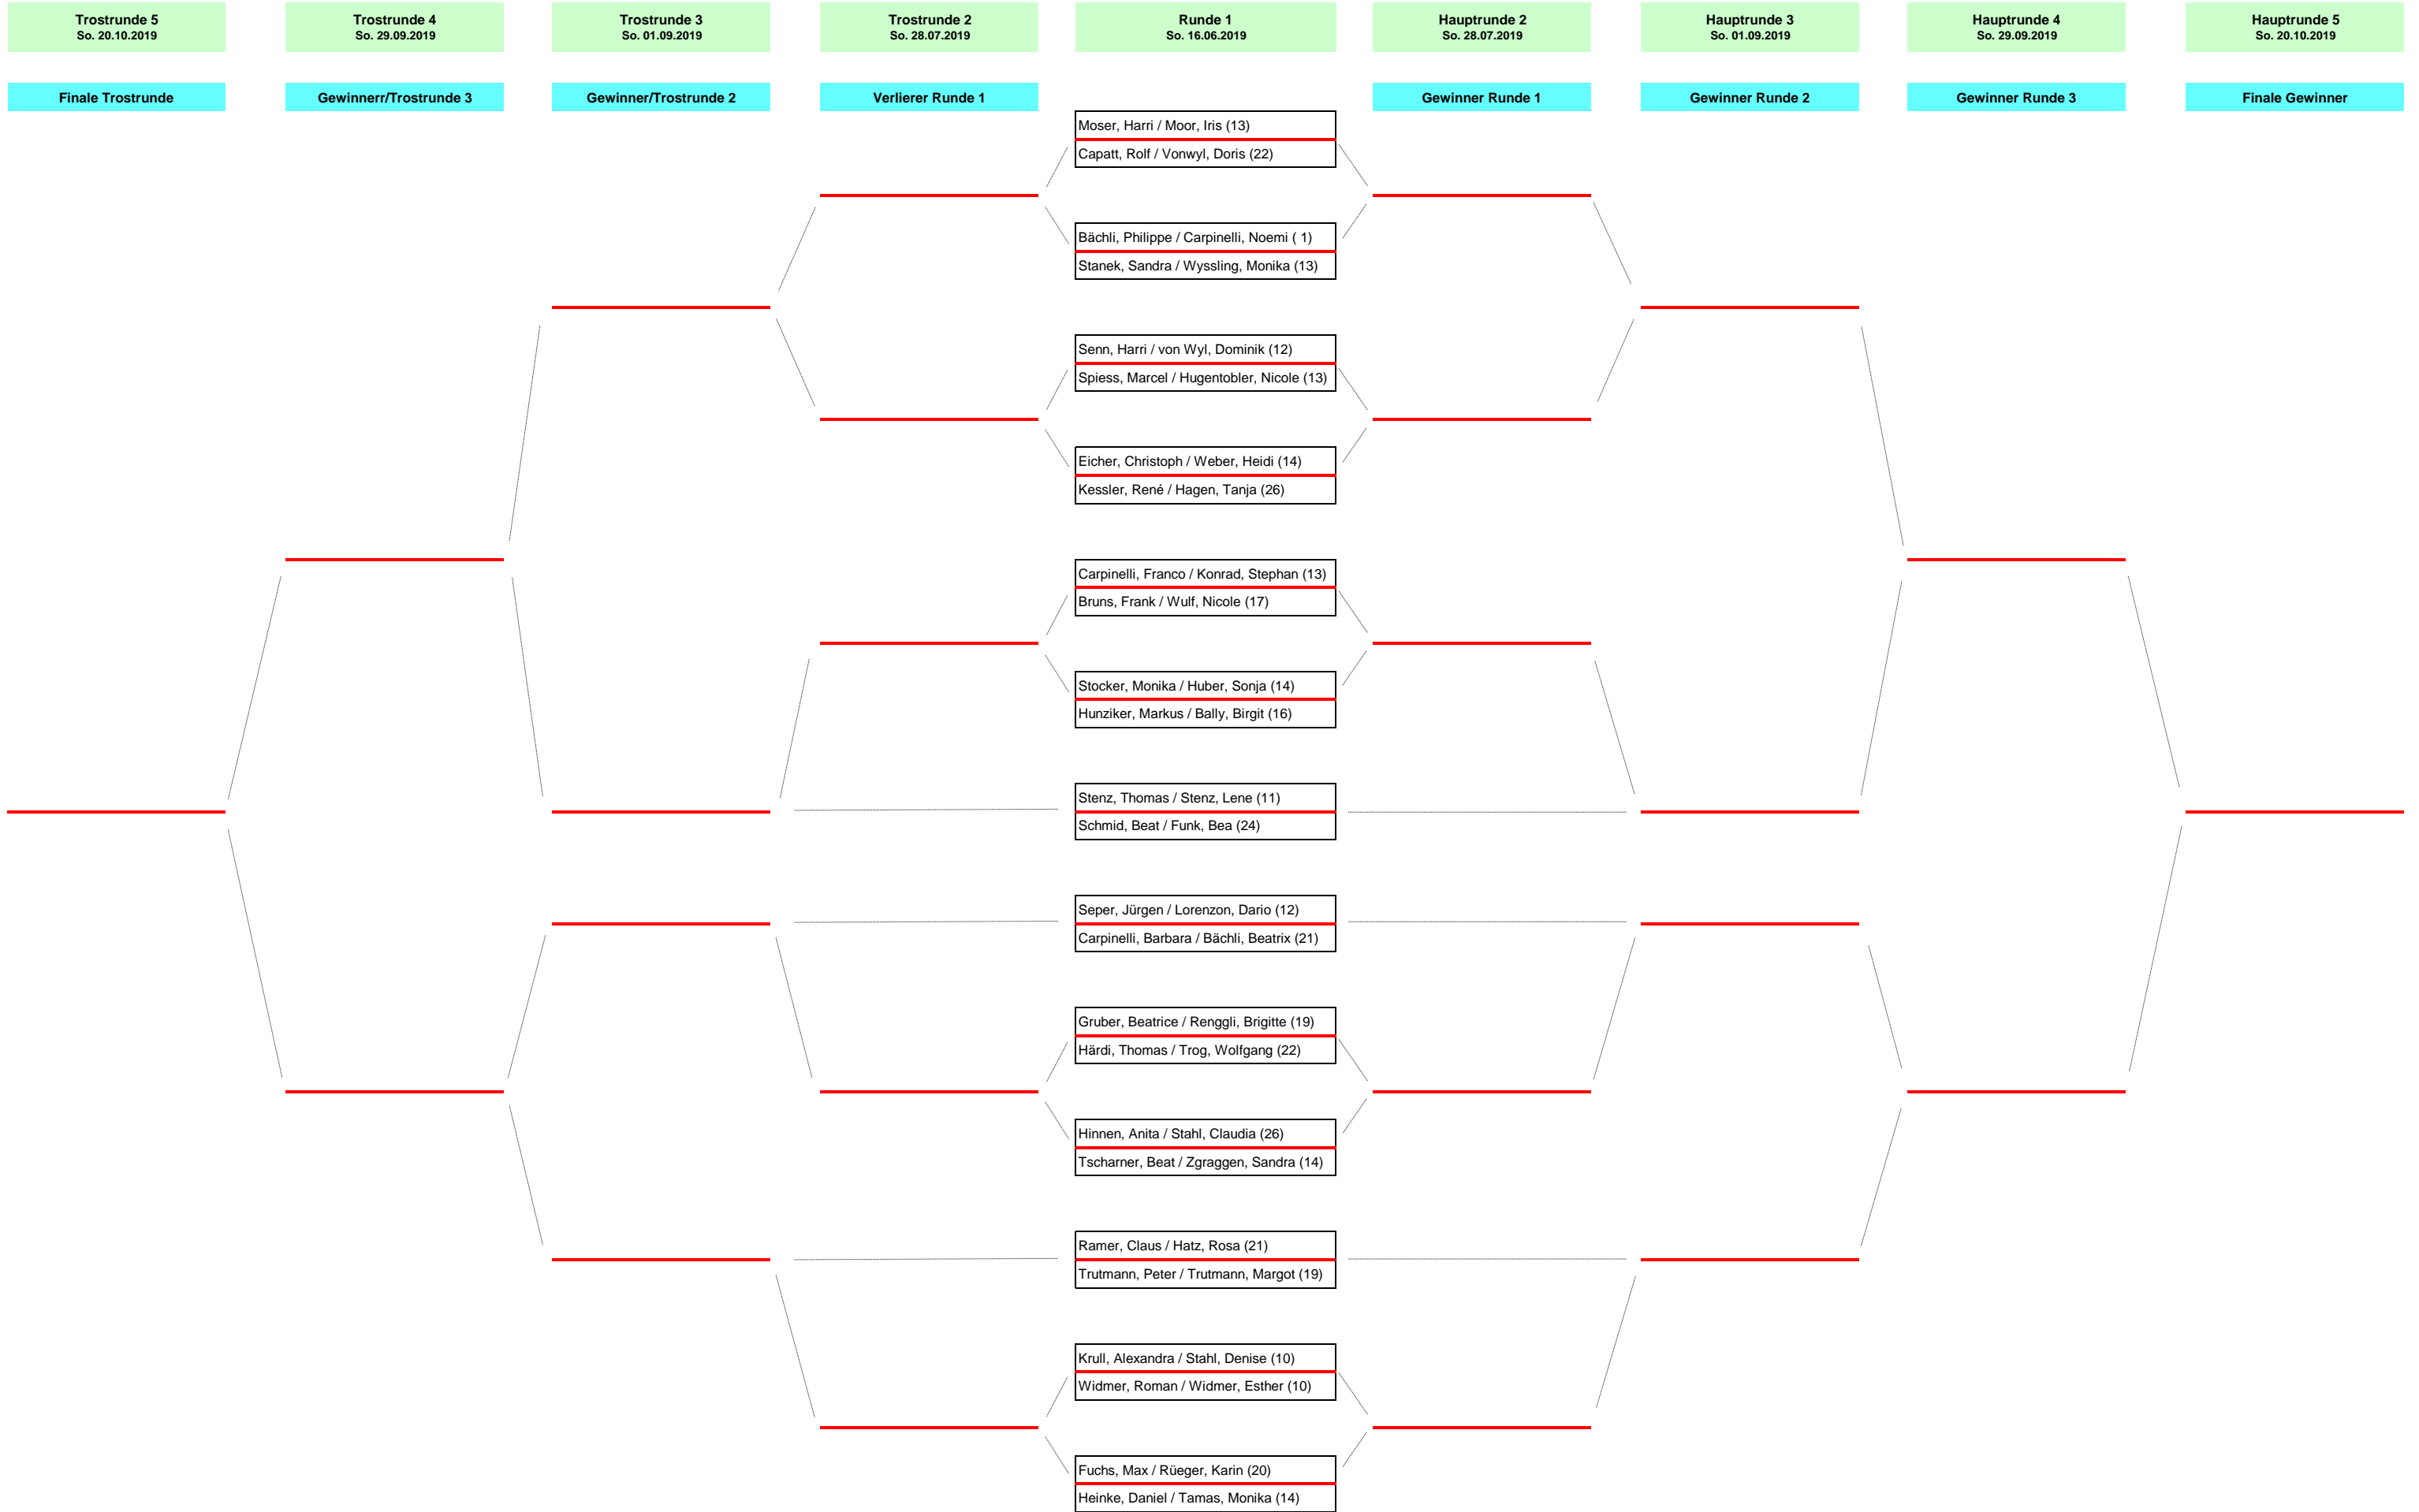 Trostrunde 5
So. 20.10.2019
Trostrunde 4
So. 29.09.2019
Trostrunde 3
So. 01.09.2019
Trostrunde 2
So. 28.07.2019
Runde 1
So. 16.06.2019
Hauptrunde 2
So. 28.07.2019
Hauptrunde 3
So. 01.09.2019
Hauptrunde 4
So. 29.09.2019
Hauptrunde 5
So. 20.10.2019
Finale Trostrunde
Gewinnerr/Trostrunde 3
Gewinner/Trostrunde 2
Verlierer Runde 1
Gewinner Runde 1
Gewinner Runde 2
Gewinner Runde 3
Finale Gewinner
Moser, Harri / Moor, Iris (13)
Capatt, Rolf / Vonwyl, Doris (22)
Bächli, Philippe / Carpinelli, Noemi ( 1)
Stanek, Sandra / Wyssling, Monika (13)
Senn, Harri / von Wyl, Dominik (12)
Spiess, Marcel / Hugentobler, Nicole (13)
Eicher, Christoph / Weber, Heidi (14)
Kessler, René / Hagen, Tanja (26)
Carpinelli, Franco / Konrad, Stephan (13)
Bruns, Frank / Wulf, Nicole (17)
Stocker, Monika / Huber, Sonja (14)
Hunziker, Markus / Bally, Birgit (16)
Stenz, Thomas / Stenz, Lene (11)
Schmid, Beat / Funk, Bea (24)
Seper, Jürgen / Lorenzon, Dario (12)
Carpinelli, Barbara / Bächli, Beatrix (21)
Gruber, Beatrice / Renggli, Brigitte (19)
Härdi, Thomas / Trog, Wolfgang (22)
Hinnen, Anita / Stahl, Claudia (26)
Tscharner, Beat / Zgraggen, Sandra (14)
Ramer, Claus / Hatz, Rosa (21)
Trutmann, Peter / Trutmann, Margot (19)
Krull, Alexandra / Stahl, Denise (10)
Widmer, Roman / Widmer, Esther (10)
Fuchs, Max / Rüeger, Karin (20)
Heinke, Daniel / Tamas, Monika (14)